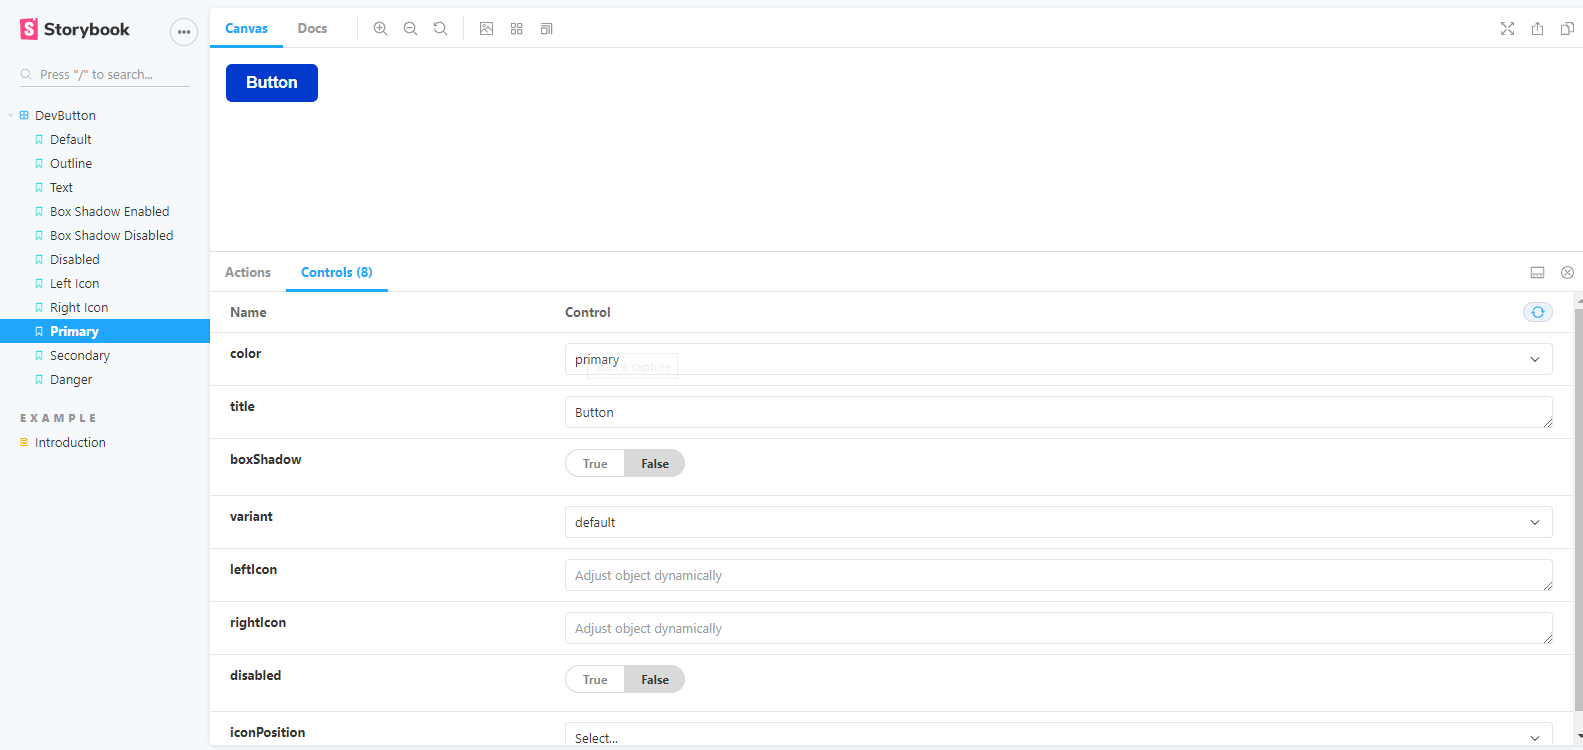 Storybook
Press "/" to search...
DevButton
Default
Outline
Text
Box Shadow Enabled
Box Shadow Disabled
Disabled
Left Icon
Right Icon
Primary
Secondary
Danger
EXAMPLE
Introduction
Canvas Docs
Button
Actions Controls (8)
Name Control
color primary
Start a capture
title Button
boxShadow True False
variant default
leftIcon Adjust object dynamically
rightIcon Adjust object dynamically
disabled True False
iconPosition Select...